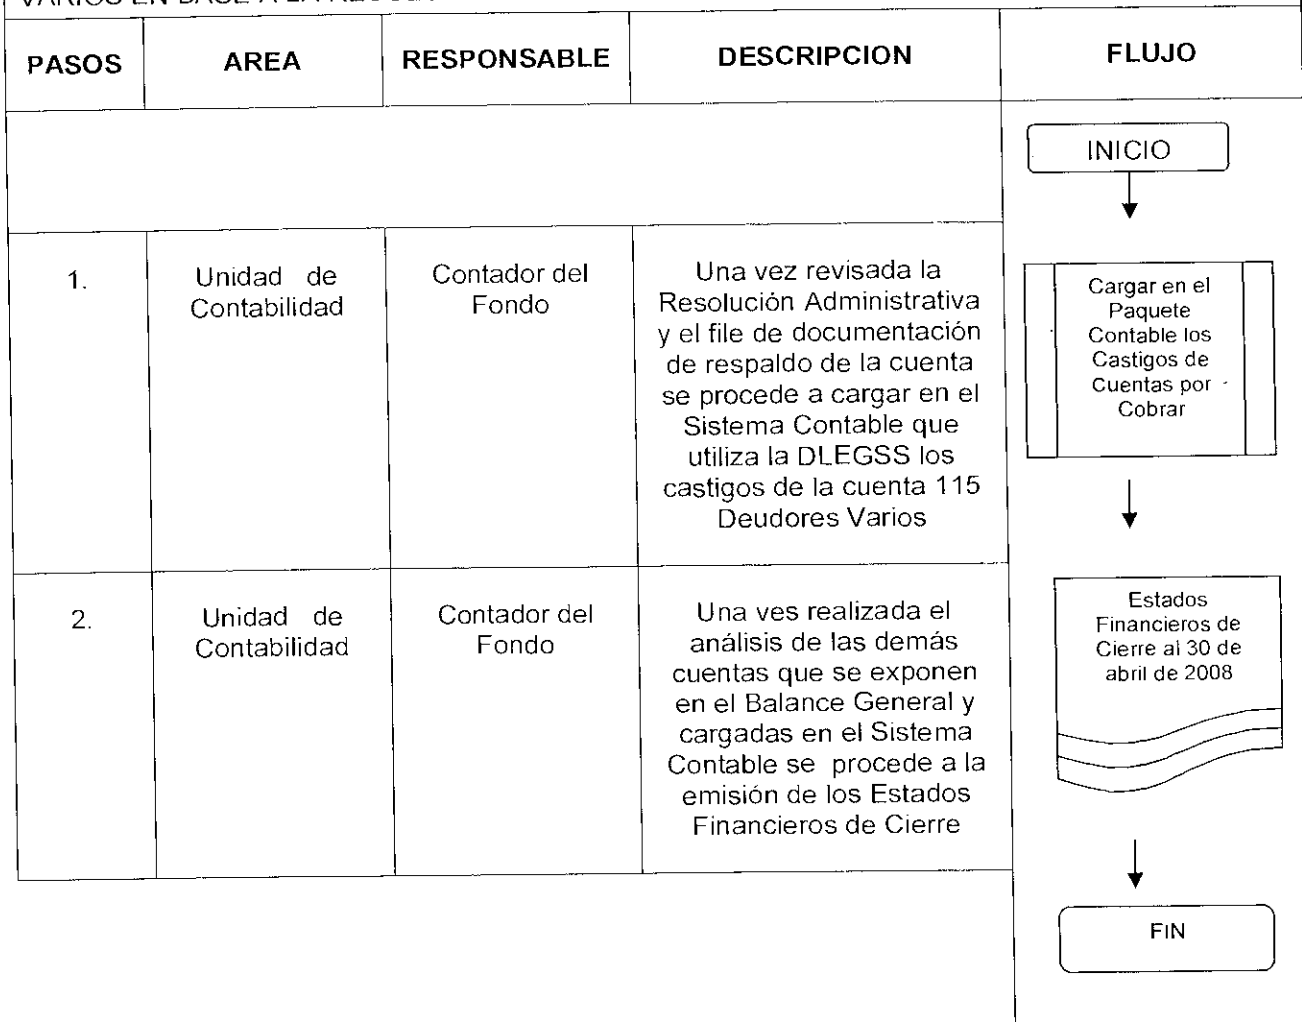 VARIOS EN BASE A LA
PASOS AREA RESPONSABLE DESCRIPCION FLUJO
INICIO
1.
Unidad de
Contabilidad
Contador del
Fondo
Una vez revisada la
Resolución Administrativa
y el file de documentación
de respaldo de la cuenta
se procede a cargar en el
Sistema Contable que
utiliza la DLEGSS los
castigos de la cuenta 115
Deudores Varios
Cargar en el
Paquete
Contable los
Castigos de
Cuentas por
Cobrar
2.
Unidad de
Contabilidad
Contador del
Fondo
Una ves realizada el
análisis de las demás
cuentas que se exponen
en el Balance General y
cargadas en el Sistema
Contable se procede a la
emisión de los Estados
Financieros de Cierre
Estados
Financieros de
Cierre al 30 de
abril de 2008
FIN